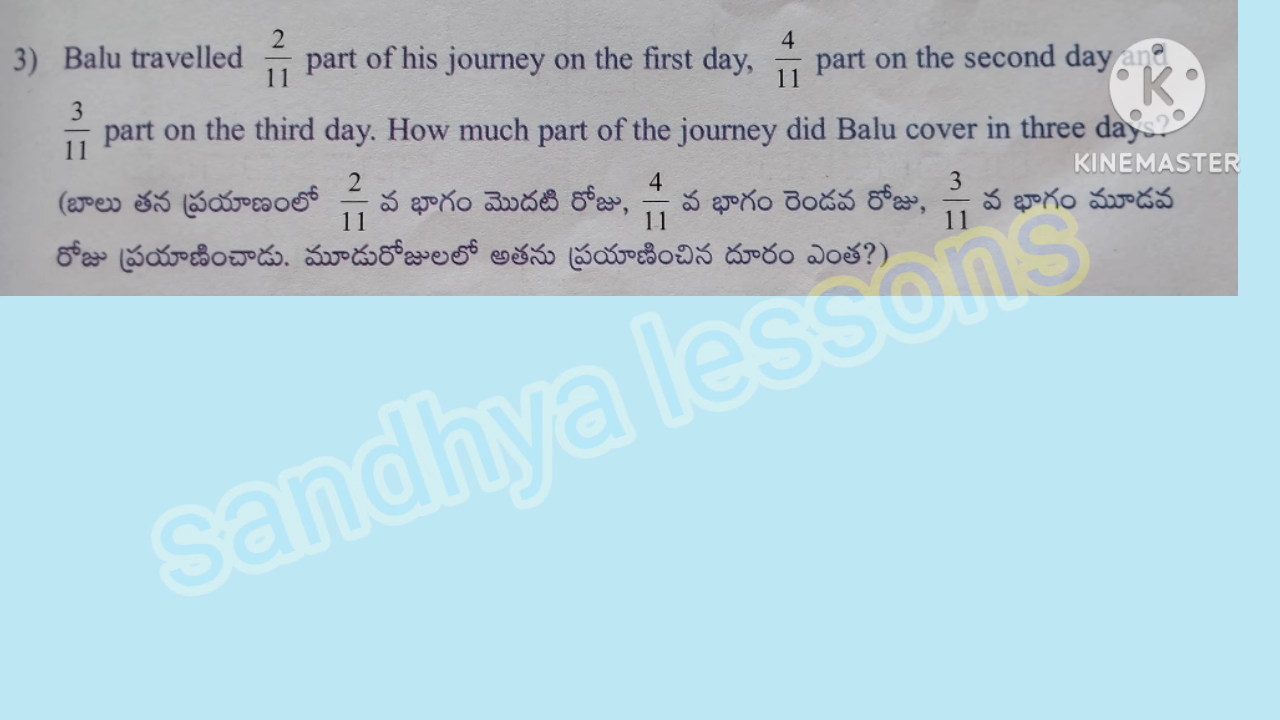 3) Balu travelled 2/11 part of his journey on the first day, 4/11 part on the second day and
3/11 part on the third day. How much part of the journey did Balu cover in three days?
KINEMASTER
(బాలు తన ప్రయాణంలో 2/11 వ భాగం మొదటి రోజు, 4/11 వ భాగం రెండవ రోజు, 3/11 వ భాగం మూడవ
రోజు ప్రయాణించాడు. మూడురోజులలో అతను ప్రయాణించిన దూరం ఎంత?)
sandhya lessons